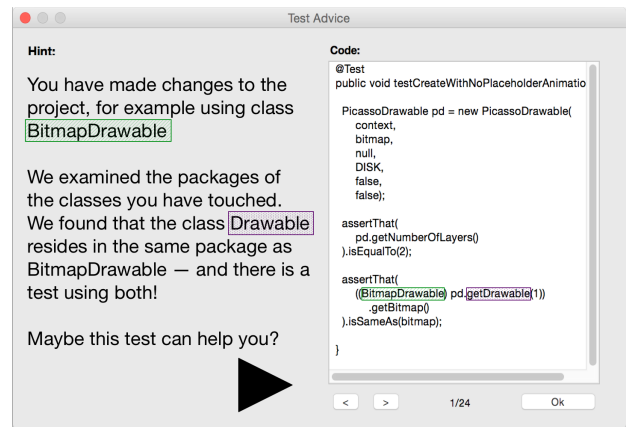 Test Advice
Hint:
You have made changes to the
project, for example using class
BitmapDrawable
We examined the packages of
the classes you have touched.
We found that the class Drawable
resides in the same package as
BitmapDrawable — and there is a
test using both!
Maybe this test can help you?
Code:
@Test
public void testCreateWithNoPlaceholderAnimatio
PicassoDrawable pd = new PicassoDrawable(
context,
bitmap,
null,
DISK,
false,
false);
assertThat(
pd.getNumberOfLayers()
).isEqualTo(2);
assertThat(
((BitmapDrawable) pd.getDrawable(1))
.getBitmap()
).isSameAs(bitmap);
}
< > 1/24 Ok